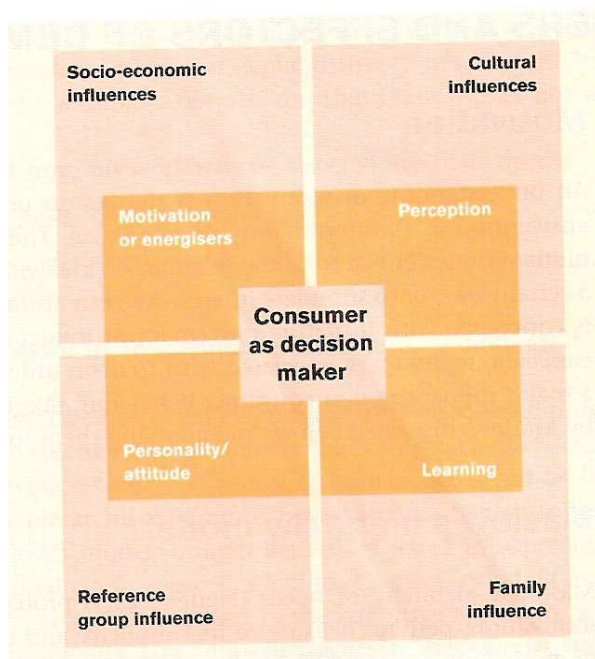 Socio-economic
influences
Cultural
influences
Motivation
or energisers
Perception
Consumer
as decision
maker
Personality/
attitude
Learning
Reference
group influence
Family
influence